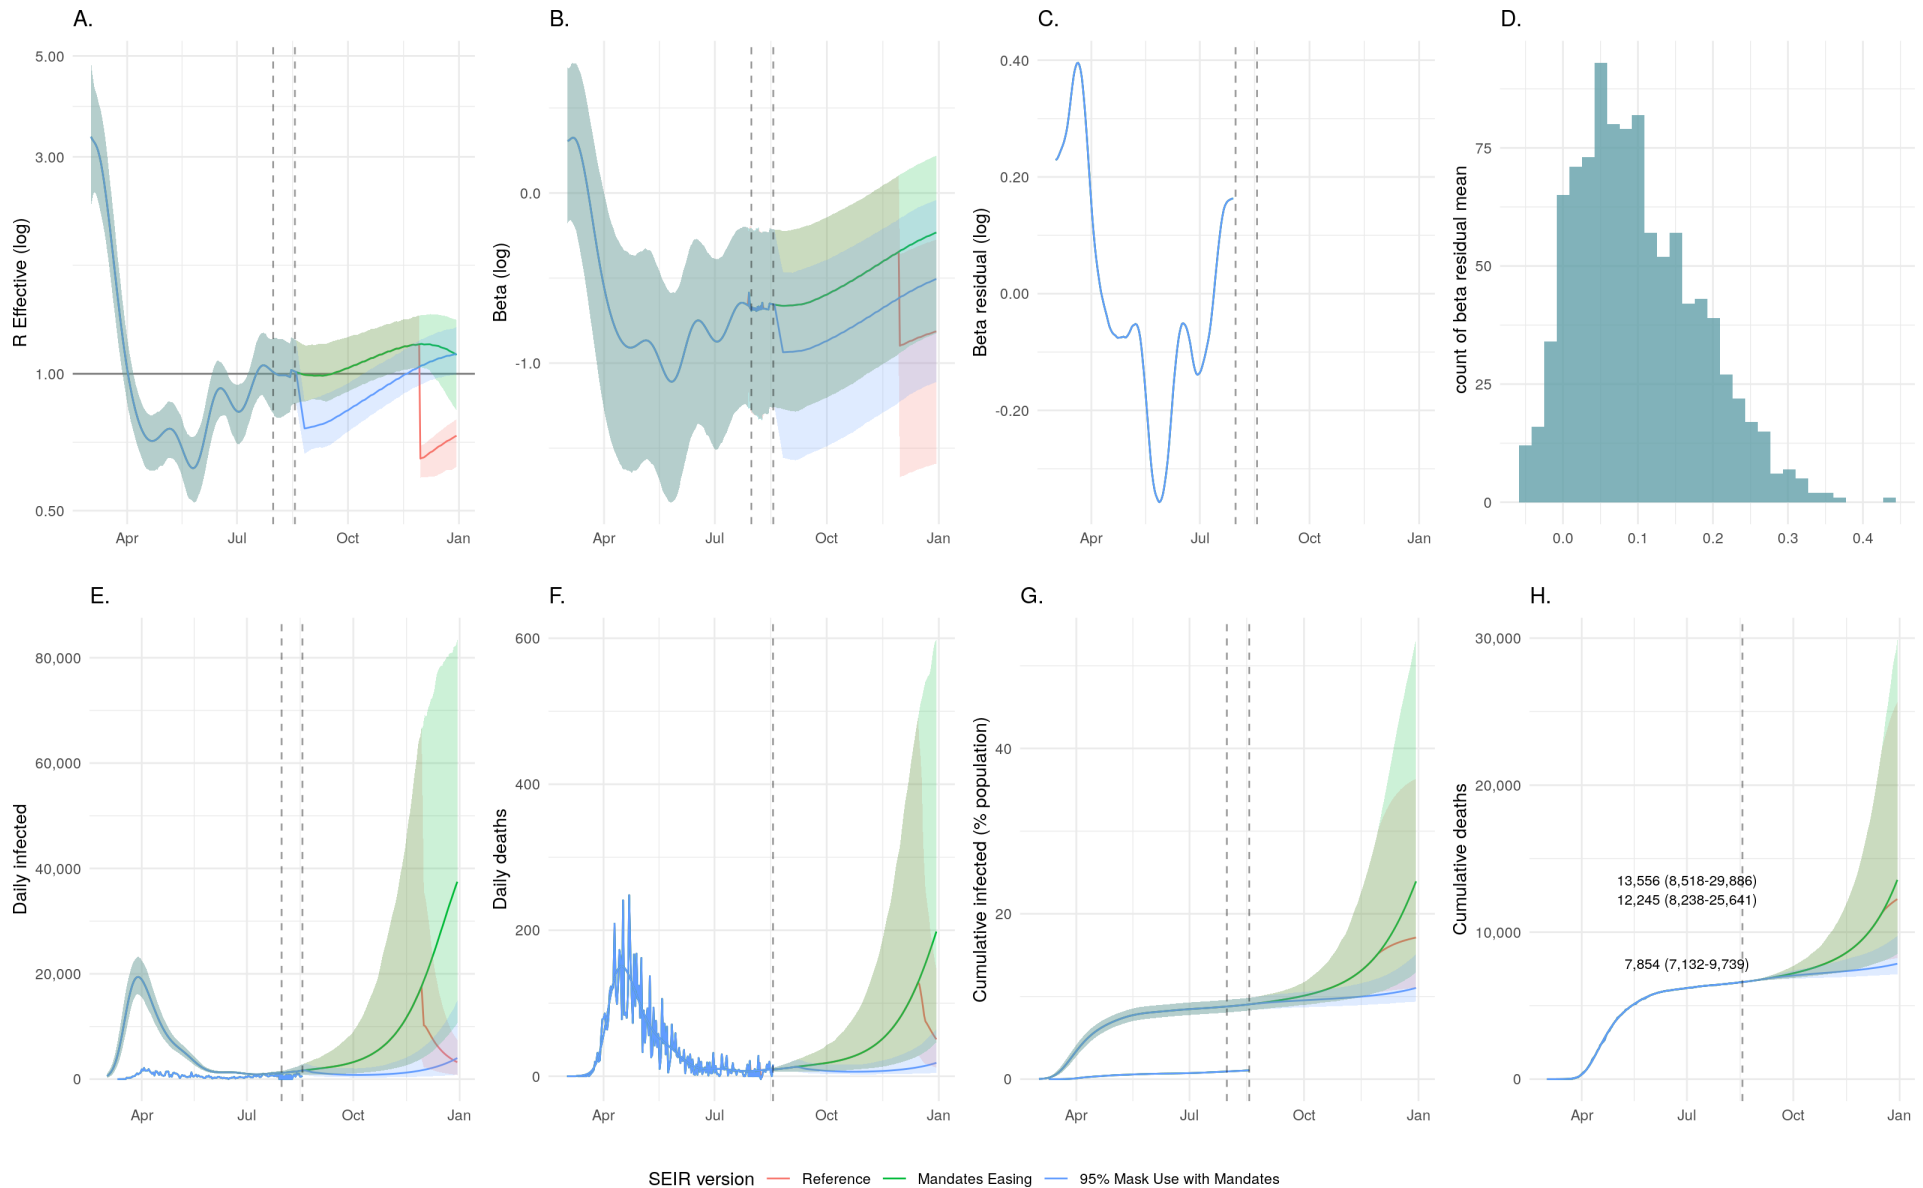 A.
R Effective (log)
5.00
3.00
1.00
0.50
Apr Jul Oct Jan
B.
Beta (log)
0.0
-1.0
Apr Jul Oct Jan
C.
Beta residual (log)
0.40
0.20
0.00
-0.20
Apr Jul Oct Jan
D.
count of beta residual mean
75
50
25
0
0.0 0.1 0.2 0.3 0.4
E.
Daily infected
80,000
60,000
40,000
20,000
0
Apr Jul Oct Jan
F.
Daily deaths
600
400
200
0
Apr Jul Oct Jan
G.
Cumulative infected (% population)
40
20
0
Apr Jul Oct Jan
H.
Cumulative deaths
30,000
20,000
10,000
0
13,556 (8,518-29,886)
12,245 (8,238-25,641)
7,854 (7,132-9,739)
Apr Jul Oct Jan
SEIR version Reference Mandates Easing 95% Mask Use with Mandates